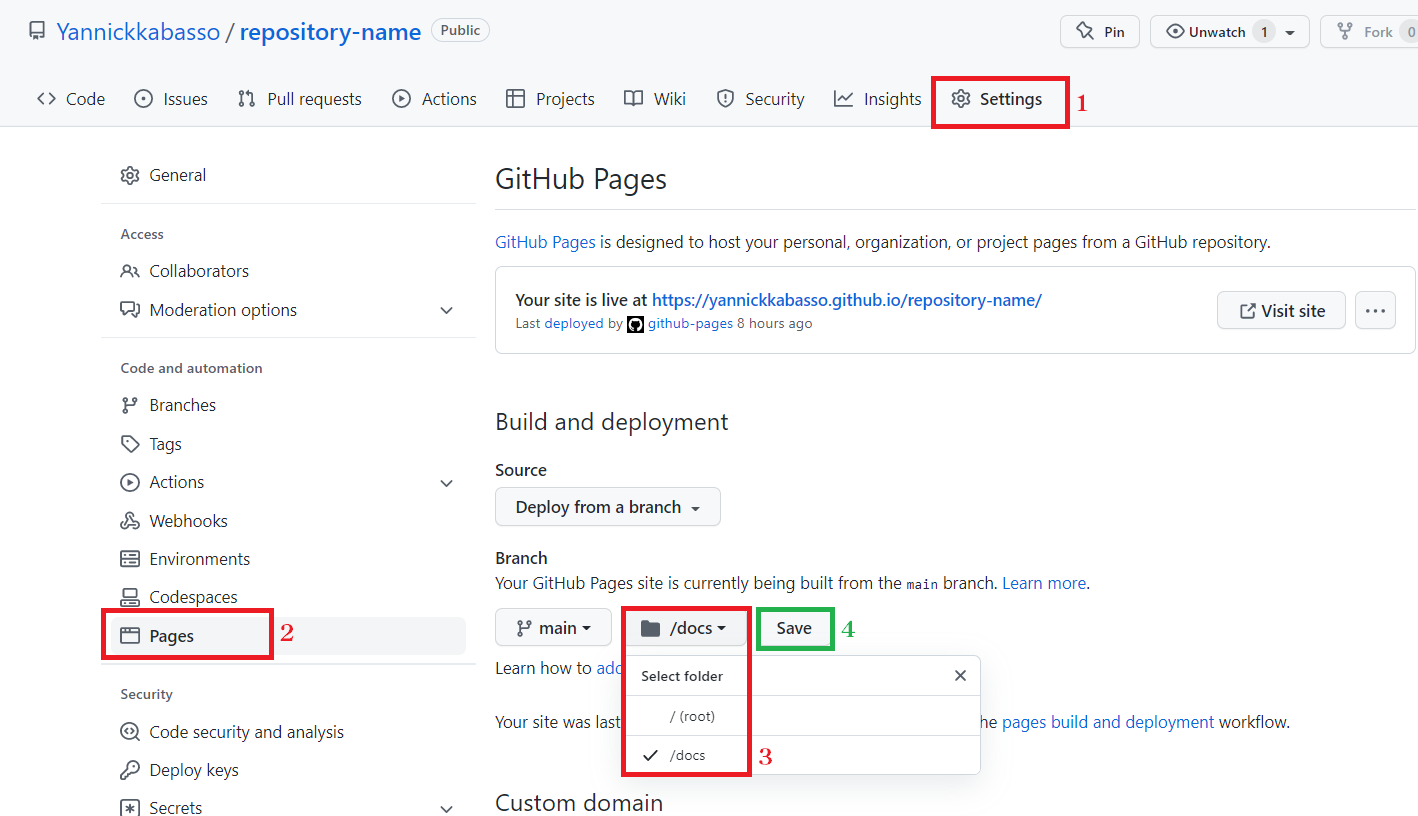 Yannickkabasso / repository-name Public Pin Unwatch 1 Fork 0
Code Issues Pull requests Actions Projects Wiki Security Insights Settings 1
General
Access
Collaborators
Moderation options
Code and automation
Branches
Tags
Actions
Webhooks
Environments
Codespaces
Pages 2
Security
Code security and analysis
Deploy keys
Secrets
GitHub Pages
GitHub Pages is designed to host your personal, organization, or project pages from a GitHub repository.
Your site is live at https://yannickkabasso.github.io/repository-name/
Last deployed by github-pages 8 hours ago
Visit site
Build and deployment
Source
Deploy from a branch
Branch
Your GitHub Pages site is currently being built from the main branch. Learn more.
main /docs Save 4
Learn how to
Select folder
/ (root)
/docs 3
Your site was last pages build and deployment workflow.
Custom domain